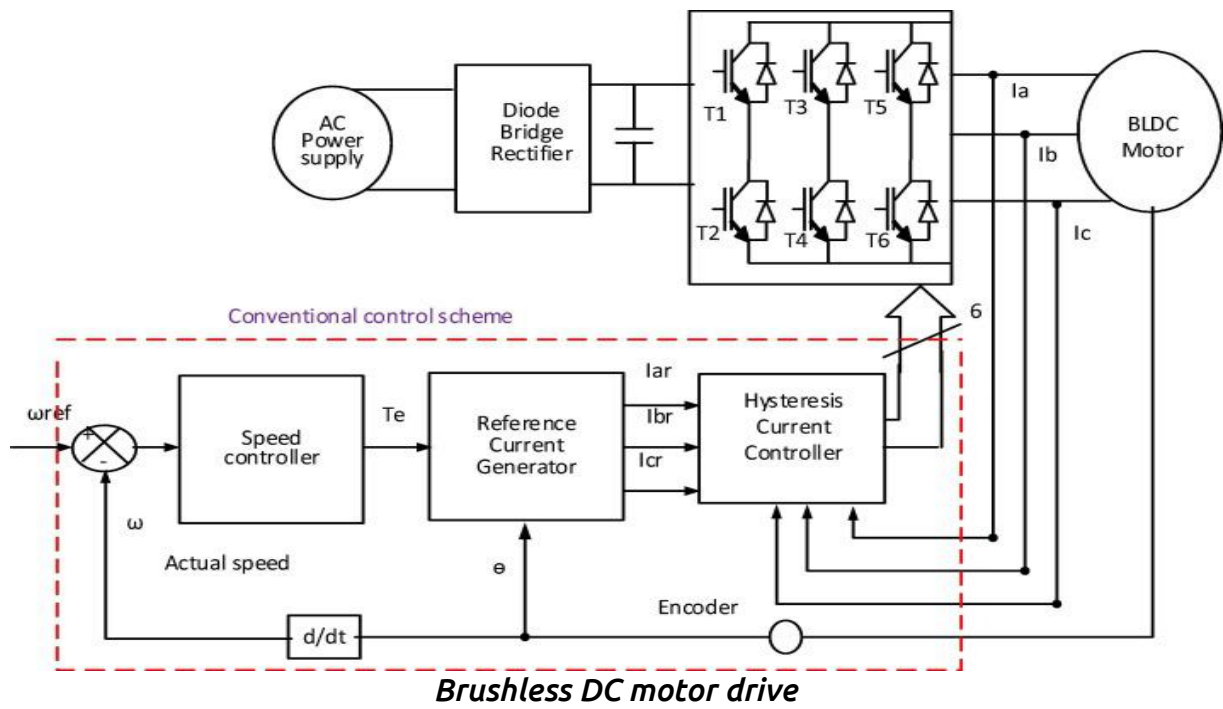 AC
Power
supply
Diode
Bridge
Rectifier
T1
T3
T5
T2
T4
T6
Ia
Ib
Ic
BLDC
Motor
Conventional control scheme
6
ωref
+
-
Speed
controller
Te
Reference
Current
Generator
Iar
Ibr
Icr
Hysteresis
Current
Controller
ω
Actual speed
ɵ
Encoder
d/dt
Brushless DC motor drive